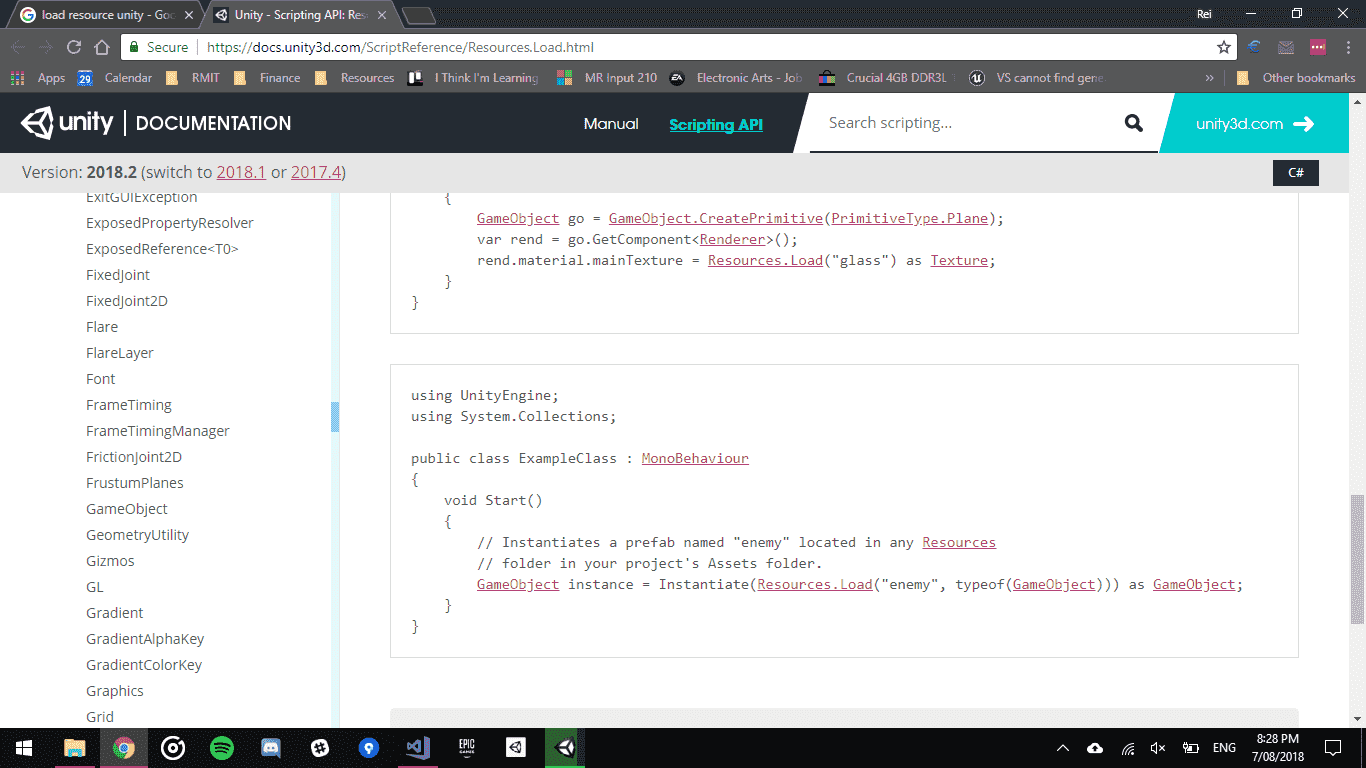 load resource unity - Goo
Unity - Scripting API: Res
Rei
Secure
https://docs.unity3d.com/ScriptReference/Resources.Load.html
Apps
29
Calendar
RMIT
Finance
Resources
I Think I'm Learning
MR Input 210
EA
Electronic Arts - Job
Crucial 4GB DDR3L
VS cannot find gene
»
Other bookmarks
unity | DOCUMENTATION
Manual
Scripting API
Search scripting...
unity3d.com
Version: 2018.2 (switch to 2018.1 or 2017.4)
C#
ExitGUIException
ExposedPropertyResolver
ExposedReference<T0>
FixedJoint
FixedJoint2D
Flare
FlareLayer
Font
FrameTiming
FrameTimingManager
FrictionJoint2D
FrustumPlanes
GameObject
GeometryUtility
Gizmos
GL
Gradient
GradientAlphaKey
GradientColorKey
Graphics
Grid
{
GameObject go = GameObject.CreatePrimitive(PrimitiveType.Plane);
var rend = go.GetComponent<Renderer>();
rend.material.mainTexture = Resources.Load("glass") as Texture;
}
}
using UnityEngine;
using System.Collections;
public class ExampleClass : MonoBehaviour
{
void Start()
{
// Instantiates a prefab named "enemy" located in any Resources
// folder in your project's Assets folder.
GameObject instance = Instantiate(Resources.Load("enemy", typeof(GameObject))) as GameObject;
}
}
EPIC
GAMES
ENG
8:28 PM
7/08/2018